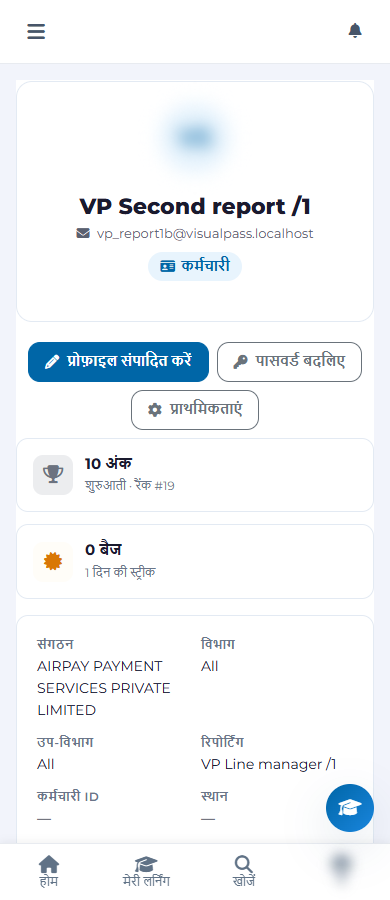 VP Second report /1
vp_report1b@visualpass.localhost
कर्मचारी
प्रोफ़ाइल संपादित करें
पासवर्ड बदलिए
प्राथमिकताएं
10 अंक
शुरुआती · रैंक #19
0 बैज
1 दिन की स्ट्रीक
संगठन
विभाग
AIRPAY PAYMENT
SERVICES PRIVATE
LIMITED
All
उप-विभाग
रिपोर्टिंग
All
VP Line manager /1
कर्मचारी ID
स्थान
—
—
होम
मेरी लर्निंग
खोजें